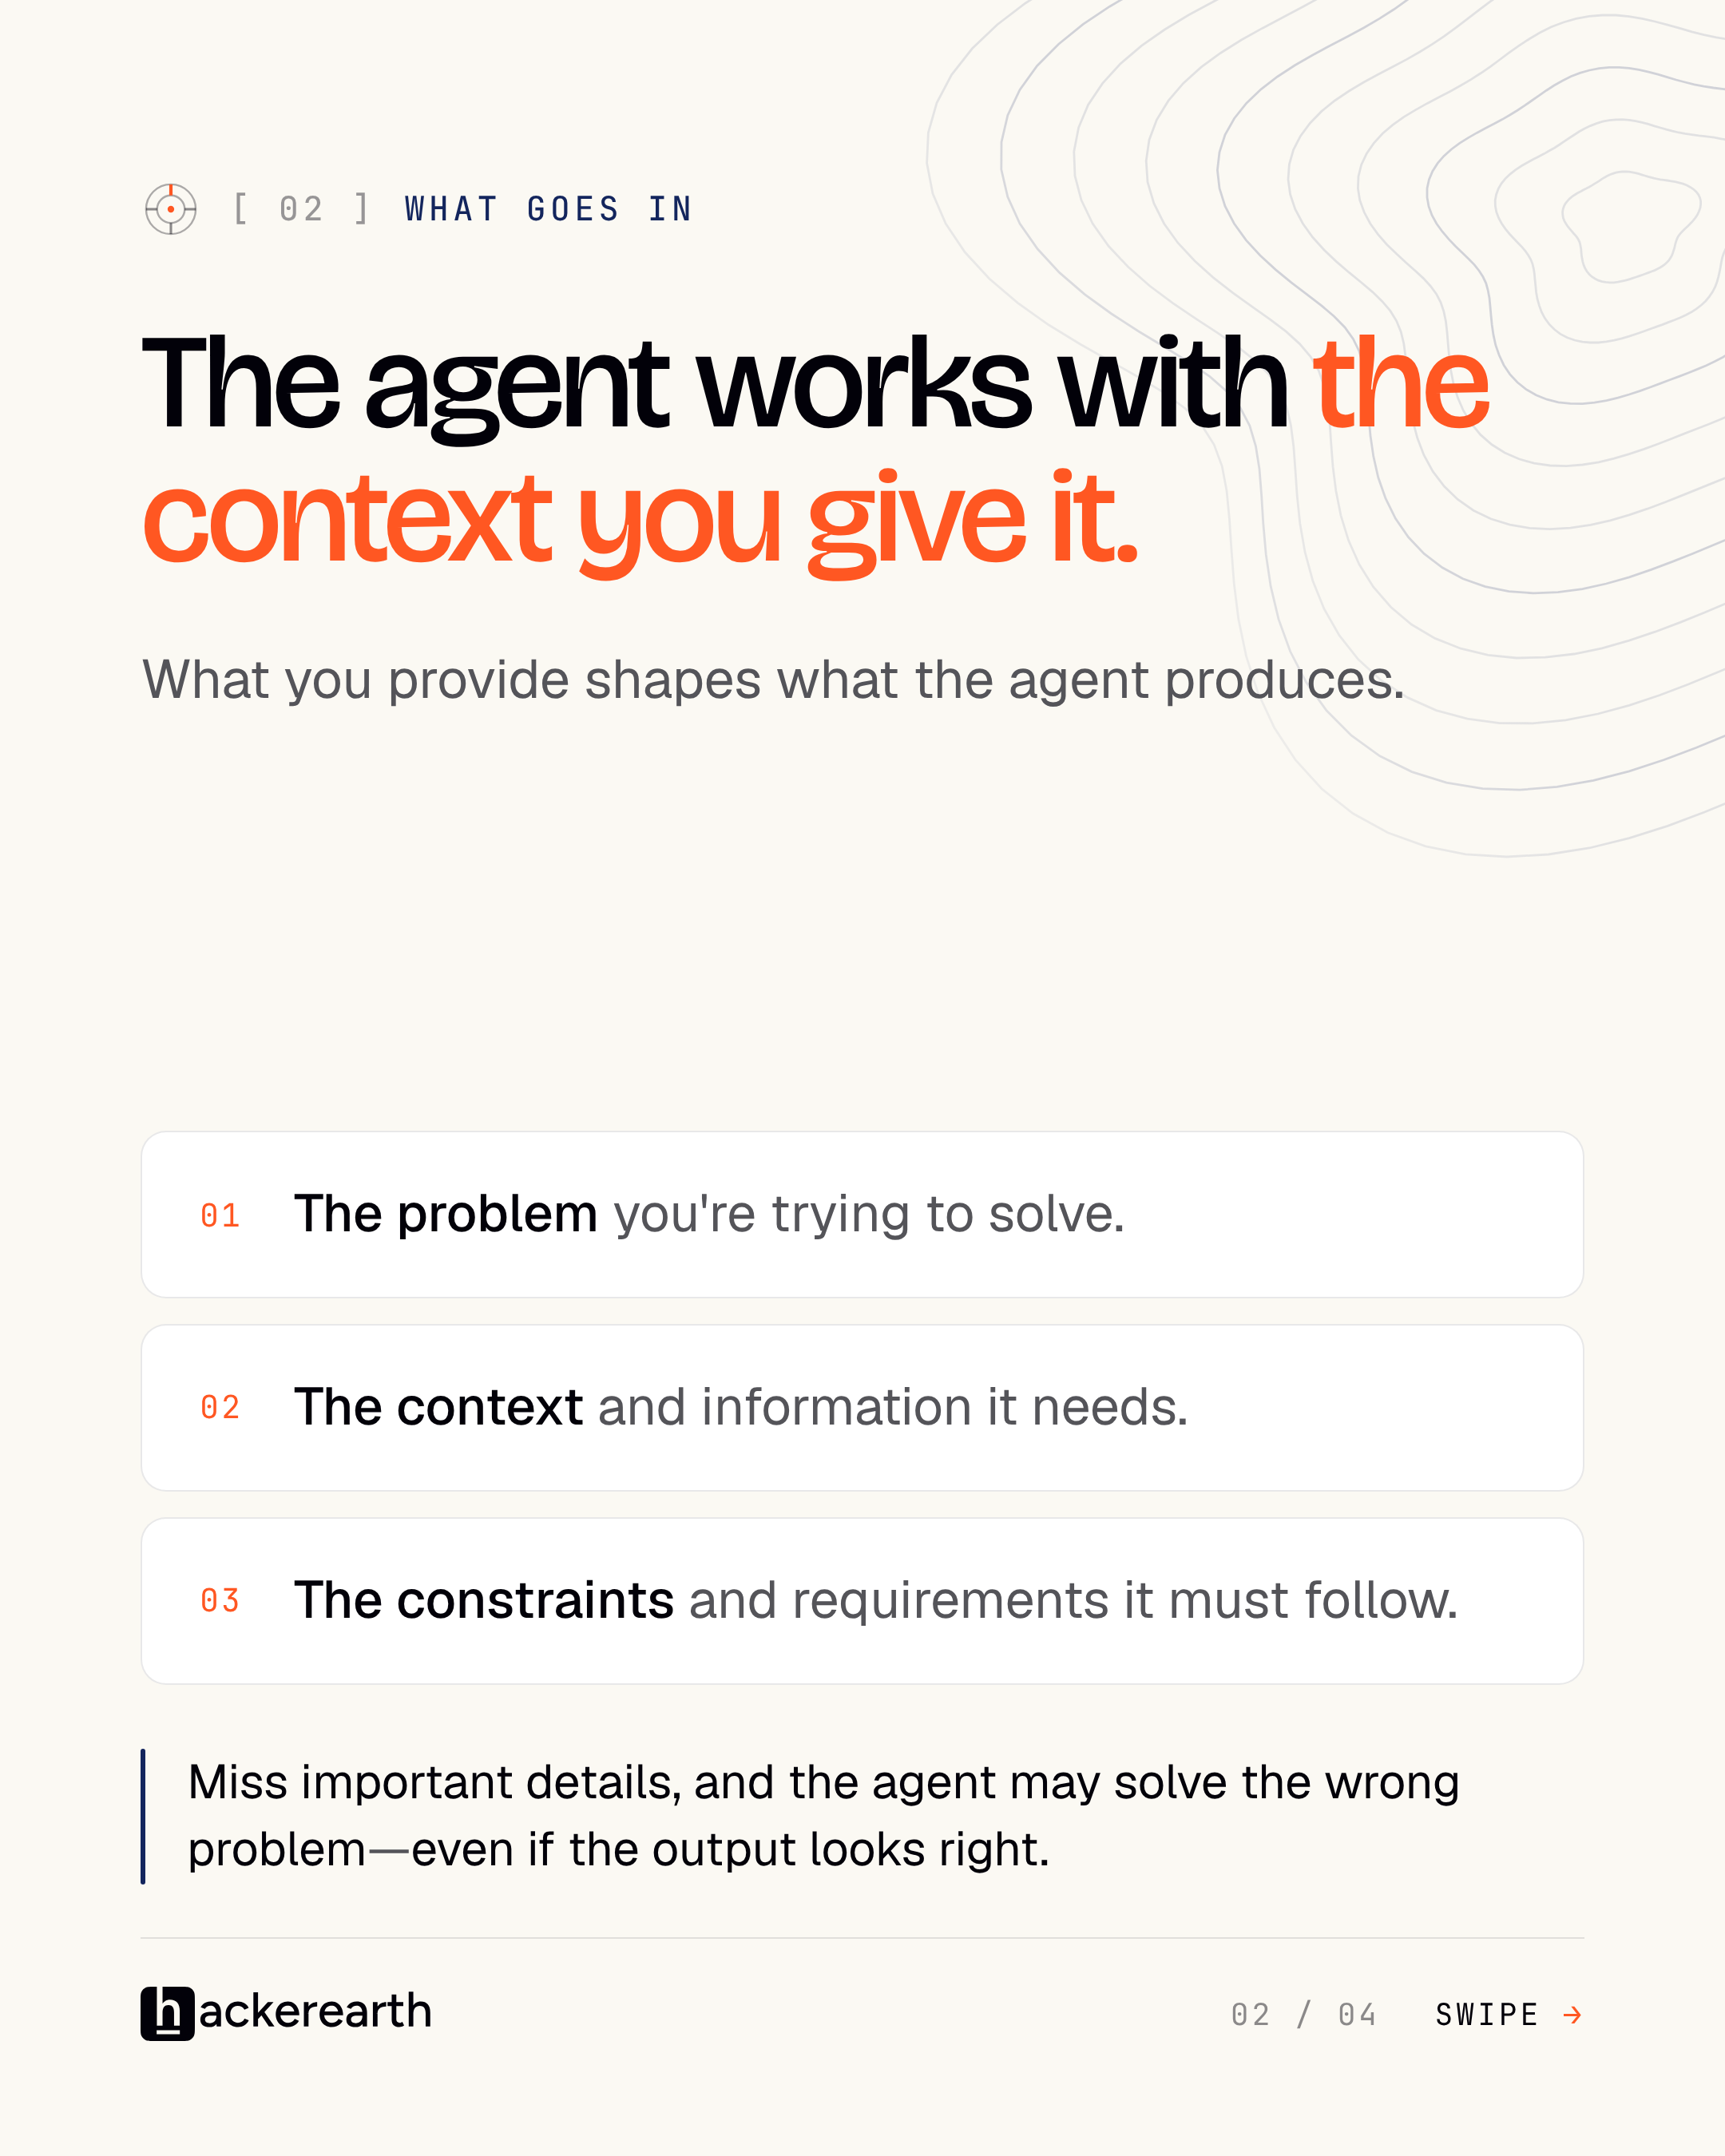 [ 02 ] WHAT GOES IN
The agent works with the
context you give it.
What you provide shapes what the agent produces.
01 The problem you're trying to solve.
02 The context and information it needs.
03 The constraints and requirements it must follow.
Miss important details, and the agent may solve the wrong
problem—even if the output looks right.
hackerearth
02 / 04 SWIPE →